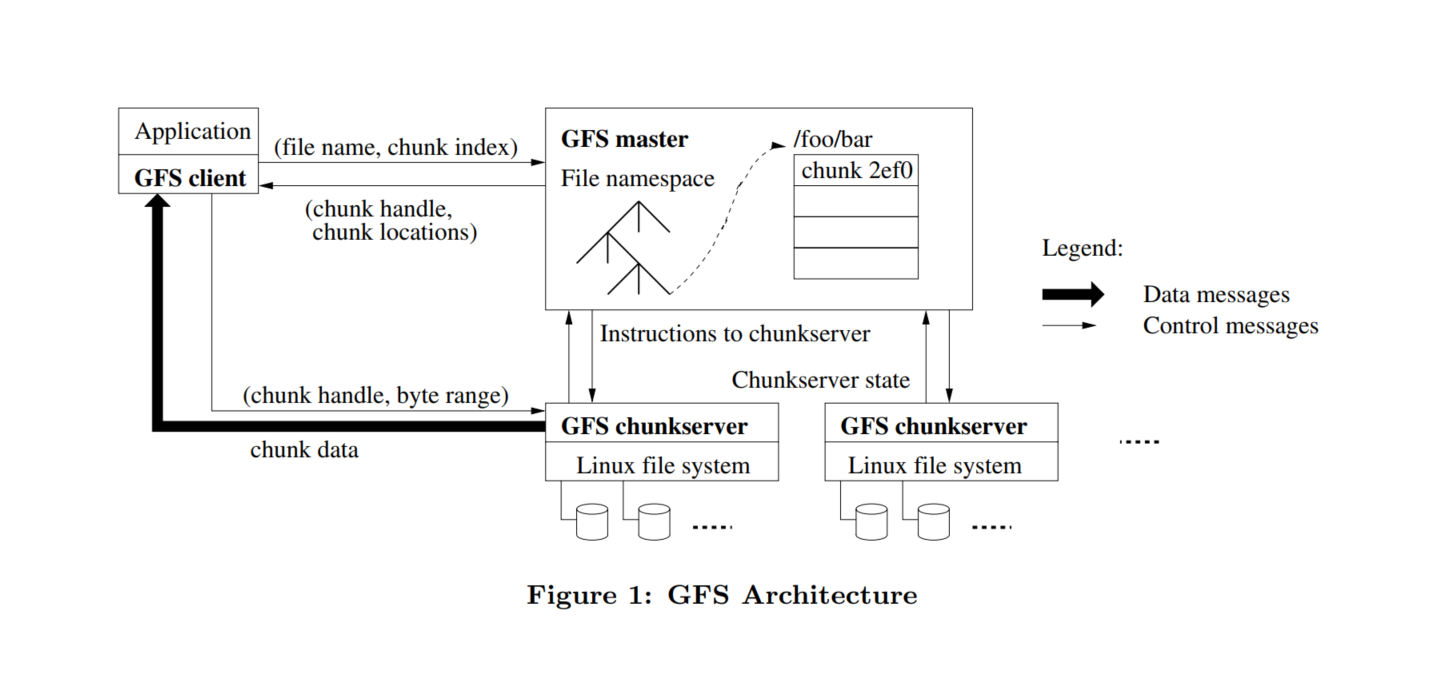 Application
GFS client
(file name, chunk index)
(chunk handle,
chunk locations)
GFS master
File namespace
/foo/bar
chunk 2ef0
Legend:
Data messages
Control messages
Instructions to chunkserver
Chunkserver state
(chunk handle, byte range)
chunk data
GFS chunkserver
Linux file system
GFS chunkserver
Linux file system
Figure 1: GFS Architecture